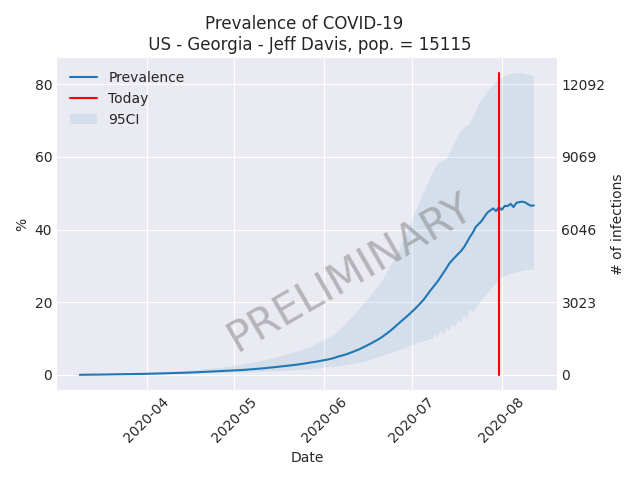 Prevalence of COVID-19
US - Georgia - Jeff Davis, pop. = 15115
Prevalence
Today
95CI
80
60
40
20
0
%
12092
9069
6046
3023
0
# of infections
PRELIMINARY
2020-04
2020-05
2020-06
2020-07
2020-08
Date